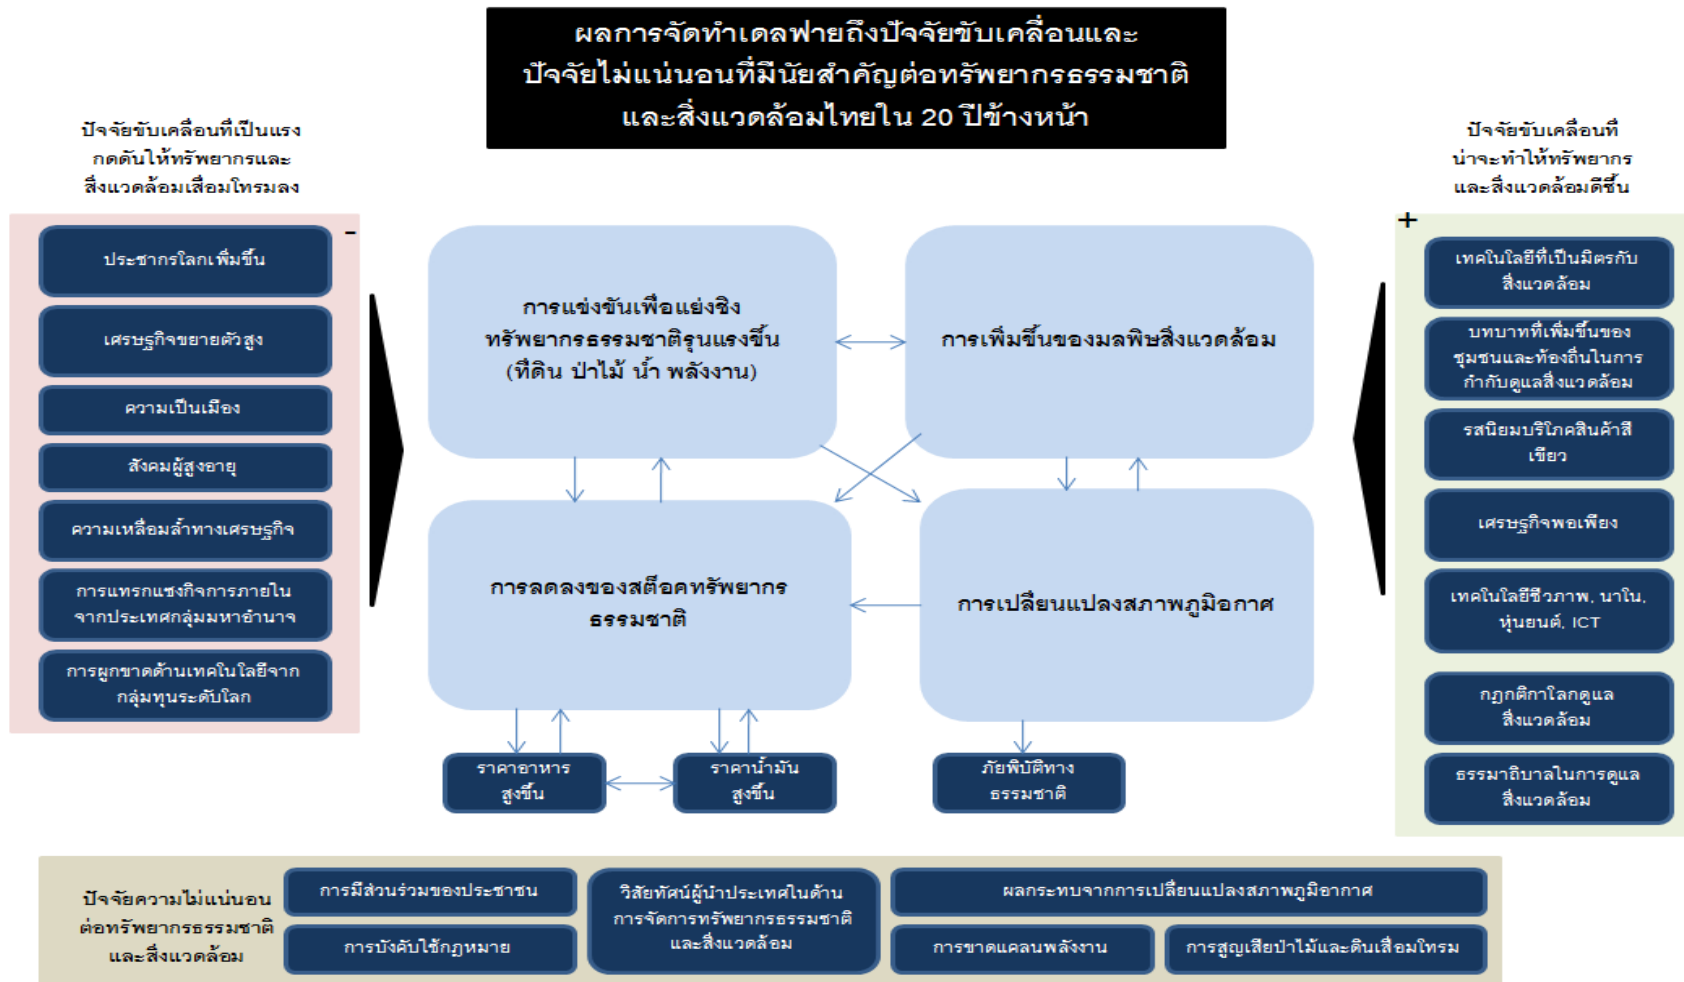 ผลการจัดทำเดลฟายถึงปัจจัยขับเคลื่อนและ
ปัจจัยไม่แน่นอนที่มีนัยสำคัญต่อทรัพยากรธรรมชาติ
และสิ่งแวดล้อมไทยใน 20 ปีข้างหน้า
ปัจจัยขับเคลื่อนที่เป็นแรง
กดดันให้ทรัพยากรและ
สิ่งแวดล้อมเสื่อมโทรมลง
-
ประชากรโลกเพิ่มขึ้น
เศรษฐกิจขยายตัวสูง
ความเป็นเมือง
สังคมผู้สูงอายุ
ความเหลื่อมล้ำทางเศรษฐกิจ
การแทรกแซงกิจการภายใน
จากประเทศกลุ่มมหาอำนาจ
การผูกขาดด้านเทคโนโลยีจาก
กลุ่มทุนระดับโลก
การแข่งขันเพื่อแย่งชิง
ทรัพยากรธรรมชาติรุนแรงขึ้น
(ที่ดิน ป่าไม้ น้ำ พลังงาน)
การเพิ่มขึ้นของมลพิษสิ่งแวดล้อม
การลดลงของสต็อคทรัพยากร
ธรรมชาติ
การเปลี่ยนแปลงสภาพภูมิอากาศ
ราคาอาหาร
สูงขึ้น
ราคาน้ำมัน
สูงขึ้น
ภัยพิบัติทาง
ธรรมชาติ
ปัจจัยขับเคลื่อนที่
น่าจะทำให้ทรัพยากร
และสิ่งแวดล้อมดีขึ้น
+
เทคโนโลยีที่เป็นมิตรกับ
สิ่งแวดล้อม
บทบาทที่เพิ่มขึ้นของ
ชุมชนและท้องถิ่นในการ
กำกับดูแลสิ่งแวดล้อม
รสนิยมบริโภคสินค้าสี
เขียว
เศรษฐกิจพอเพียง
เทคโนโลยีชีวภาพ, นาโน,
หุ่นยนต์, ICT
กฎกติกาโลกดูแล
สิ่งแวดล้อม
ธรรมาถิบาลในการดูแล
สิ่งแวดล้อม
ปัจจัยความไม่แน่นอน
ต่อทรัพยากรธรรมชาติ
และสิ่งแวดล้อม
การมีส่วนร่วมของประชาชน
การบังคับใช้กฎหมาย
วิสัยทัศน์ผู้นำประเทศในด้าน
การจัดการทรัพยากรธรรมชาติ
และสิ่งแวดล้อม
ผลกระทบจากการเปลี่ยนแปลงสภาพภูมิอากาศ
การขาดแคลนพลังงาน
การสูญเสียป่าไม้และดินเสื่อมโทรม